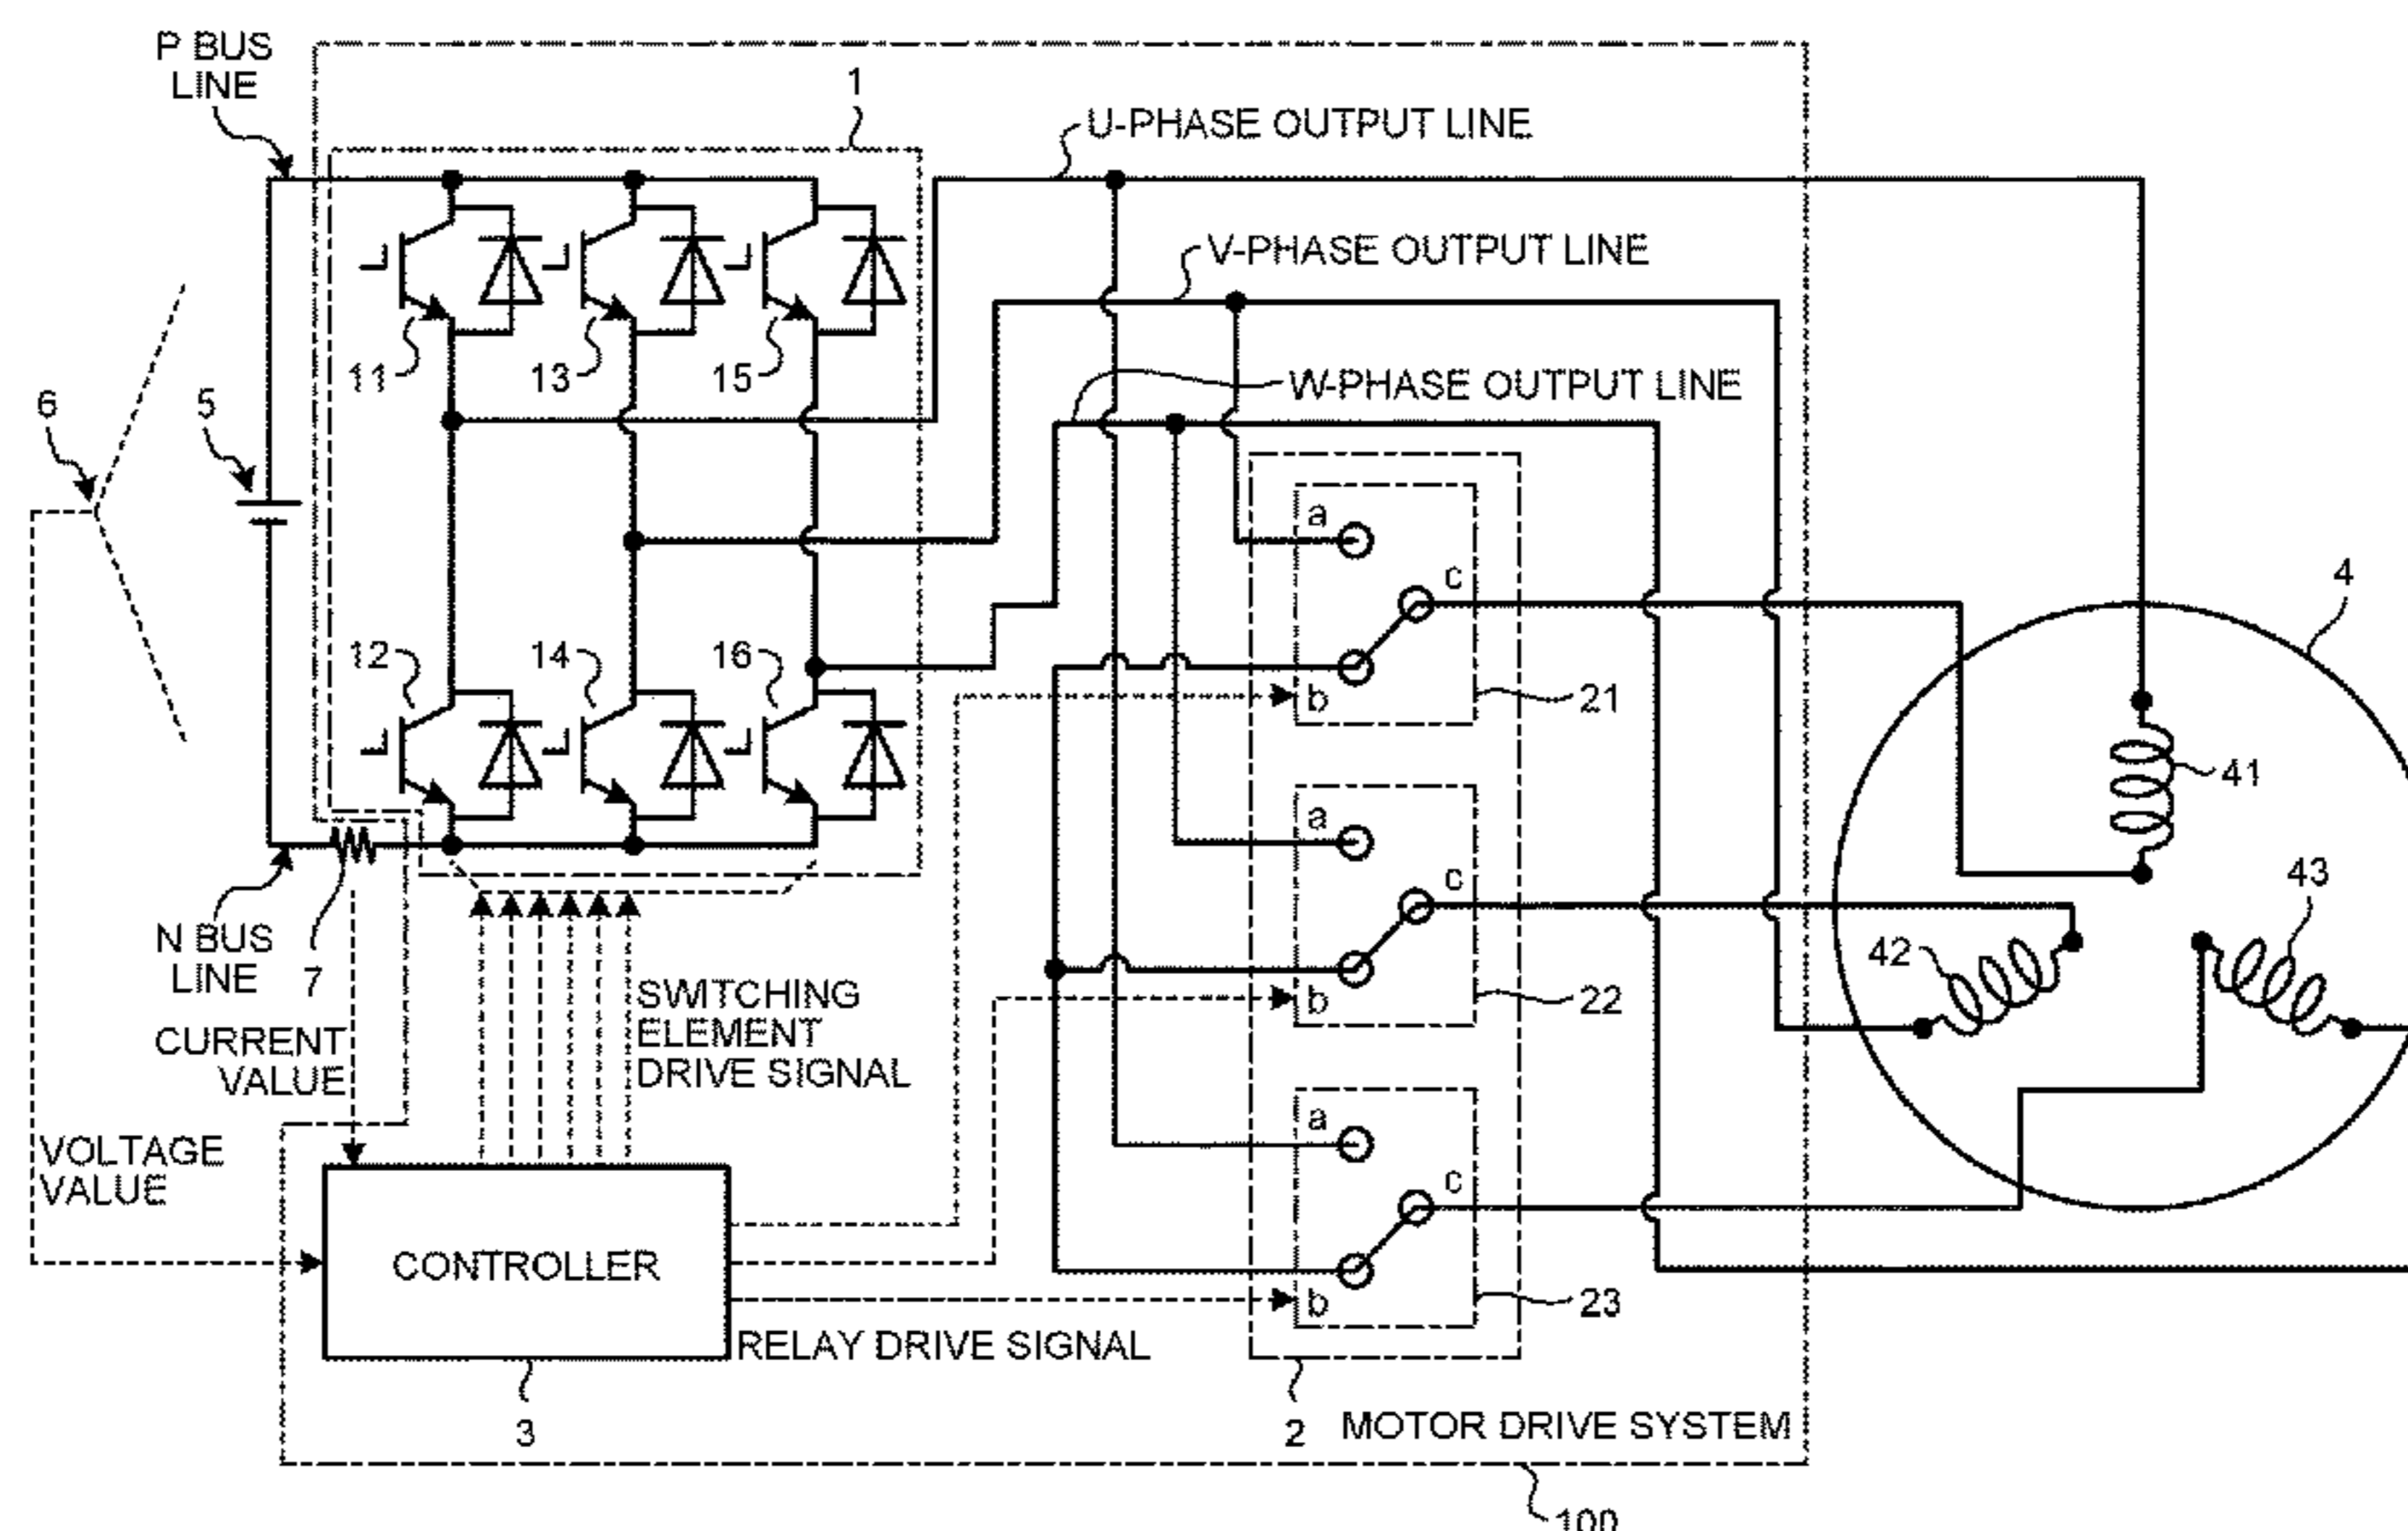 P BUS
LINE
1
U-PHASE OUTPUT LINE
V-PHASE OUTPUT LINE
11
13
15
W-PHASE OUTPUT LINE
6
5
a
c
4
12
14
16
b
21
41
a
c
43
42
N BUS
LINE
7
b
22
SWITCHING
ELEMENT
DRIVE SIGNAL
CURRENT
VALUE
a
VOLTAGE
VALUE
c
CONTROLLER
b
23
RELAY DRIVE SIGNAL
3
2
MOTOR DRIVE SYSTEM
100